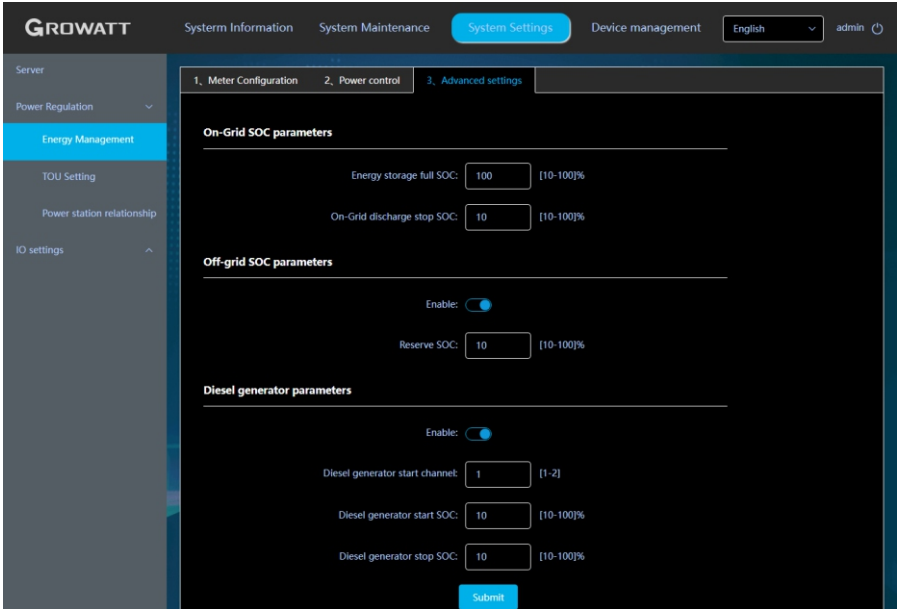 GROWATT
Systerm Information System Maintenance System Settings Device management English admin
Server
Power Regulation
Energy Management
TOU Setting
Power station relationship
IO settings
1、Meter Configuration 2、Power control 3、Advanced settings
On-Grid SOC parameters
Energy storage full SOC: 100 [10-100]%
On-Grid discharge stop SOC: 10 [10-100]%
Off-grid SOC parameters
Enable:
Reserve SOC: 10 [10-100]%
Diesel generator parameters
Enable:
Diesel generator start channel: 1 [1-2]
Diesel generator start SOC: 10 [10-100]%
Diesel generator stop SOC: 10 [10-100]%
Submit